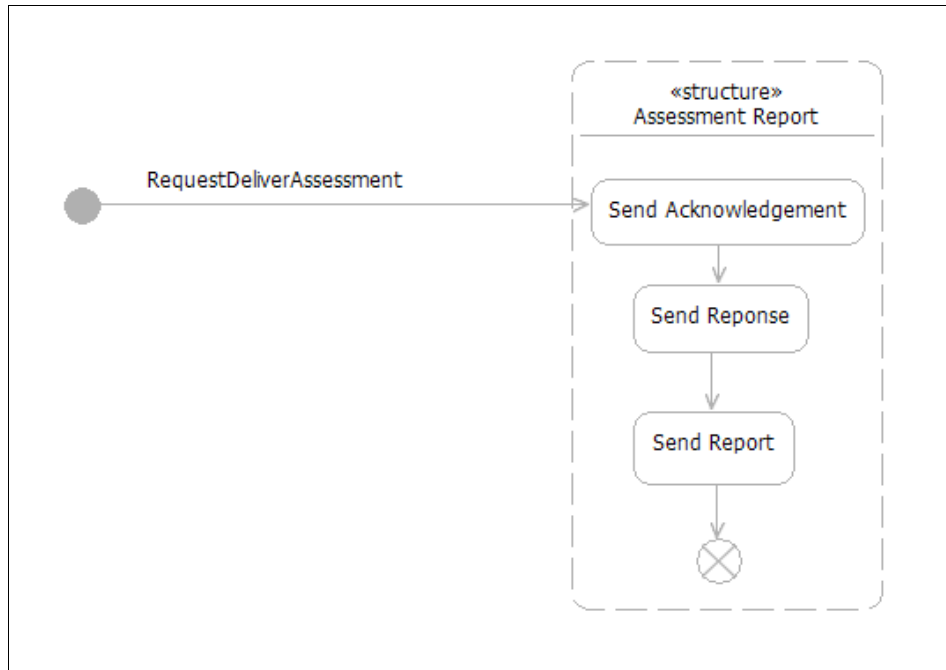 «structure»
Assessment Report
RequestDeliverAssessment
Send Acknowledgement
Send Reponse
Send Report